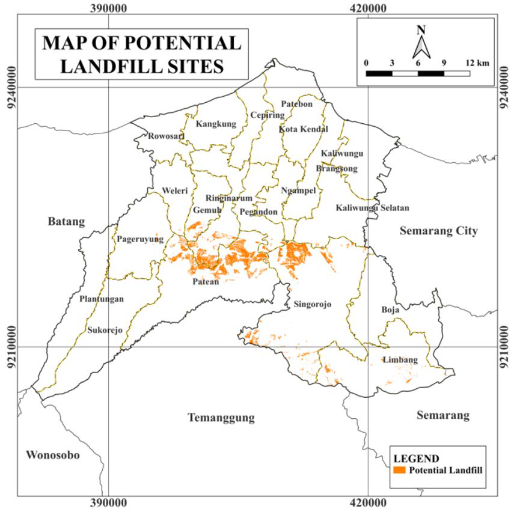 390000
420000
MAP OF POTENTIAL
LANDFILL SITES
N
0 3 6 9 12 km
9240000
9240000
Patebon
Cepiring
Kangkung
Kota Kendal
Rowosari
Kaliwungu
Brangsong
Weleri
Ngampel
Ringinarum
Gemuh
Pegandon
Kaliwungu Selatan
Batang
Semarang City
Pageruyung
Patean
Plantungan
Singorojo
Boja
Sukorejo
9210000
9210000
Limbang
Temanggung
Semarang
Wonosobo
LEGEND
Potential Landfill
390000
420000